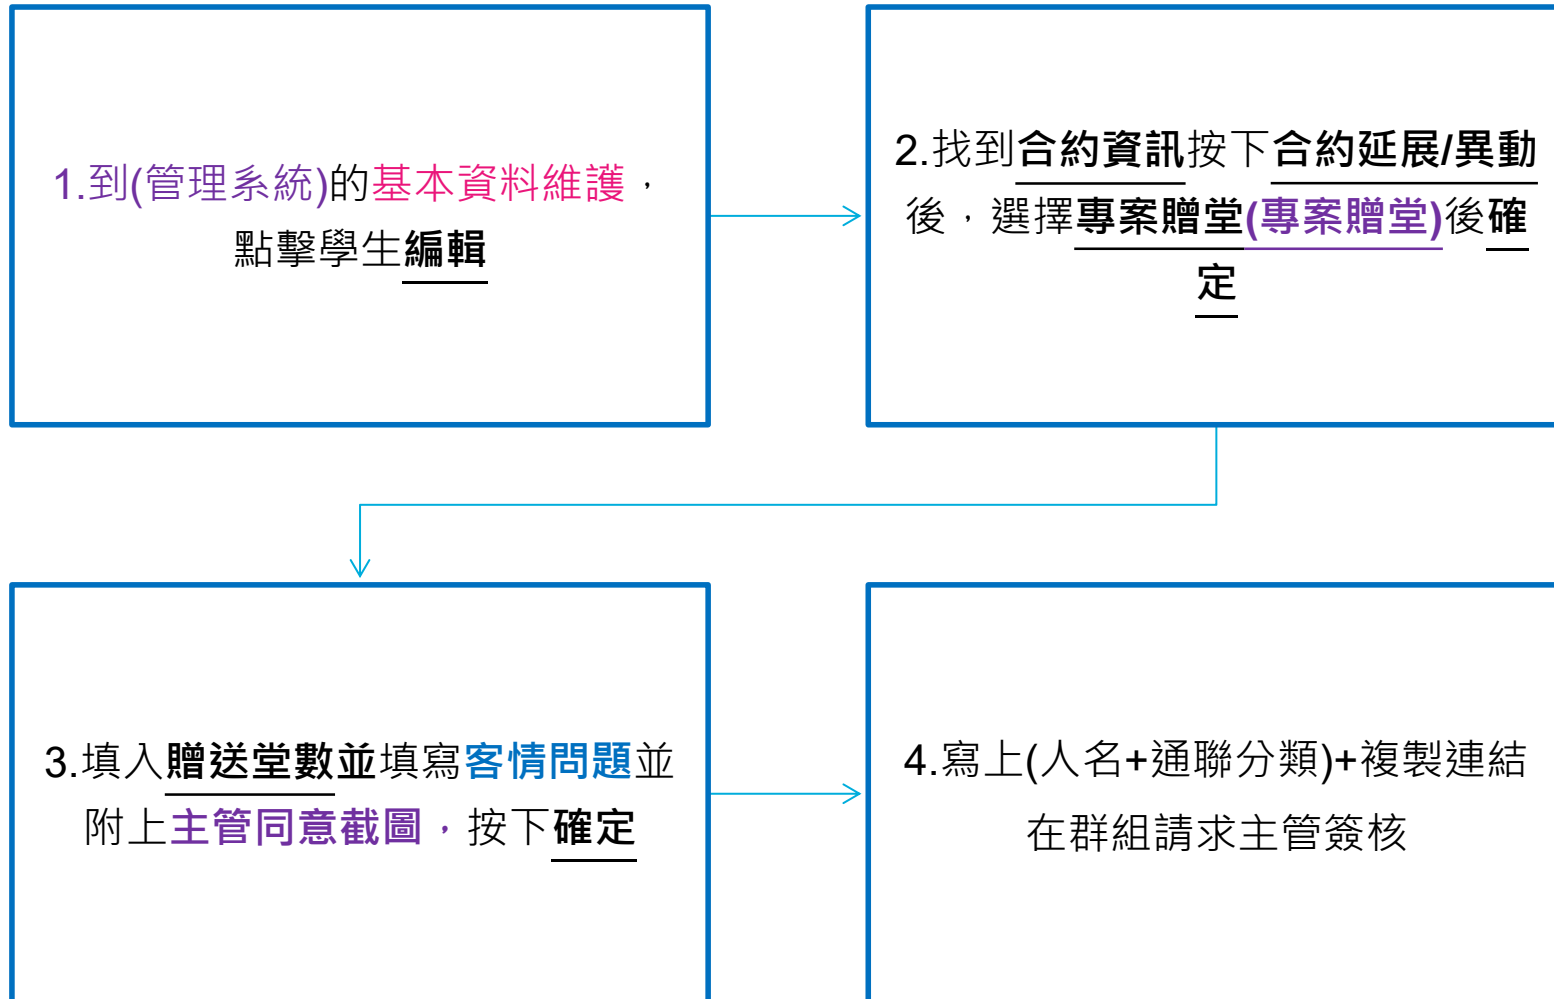 1.到(管理系統)的基本資料維護，
點擊學生編輯
2.找到合約資訊按下合約延展/異動
後，選擇專案贈堂(專案贈堂)後確
定
3.填入贈送堂數並填寫客情問題並
附上主管同意截圖，按下確定
4.寫上(人名+通聯分類)+複製連結
在群組請求主管簽核